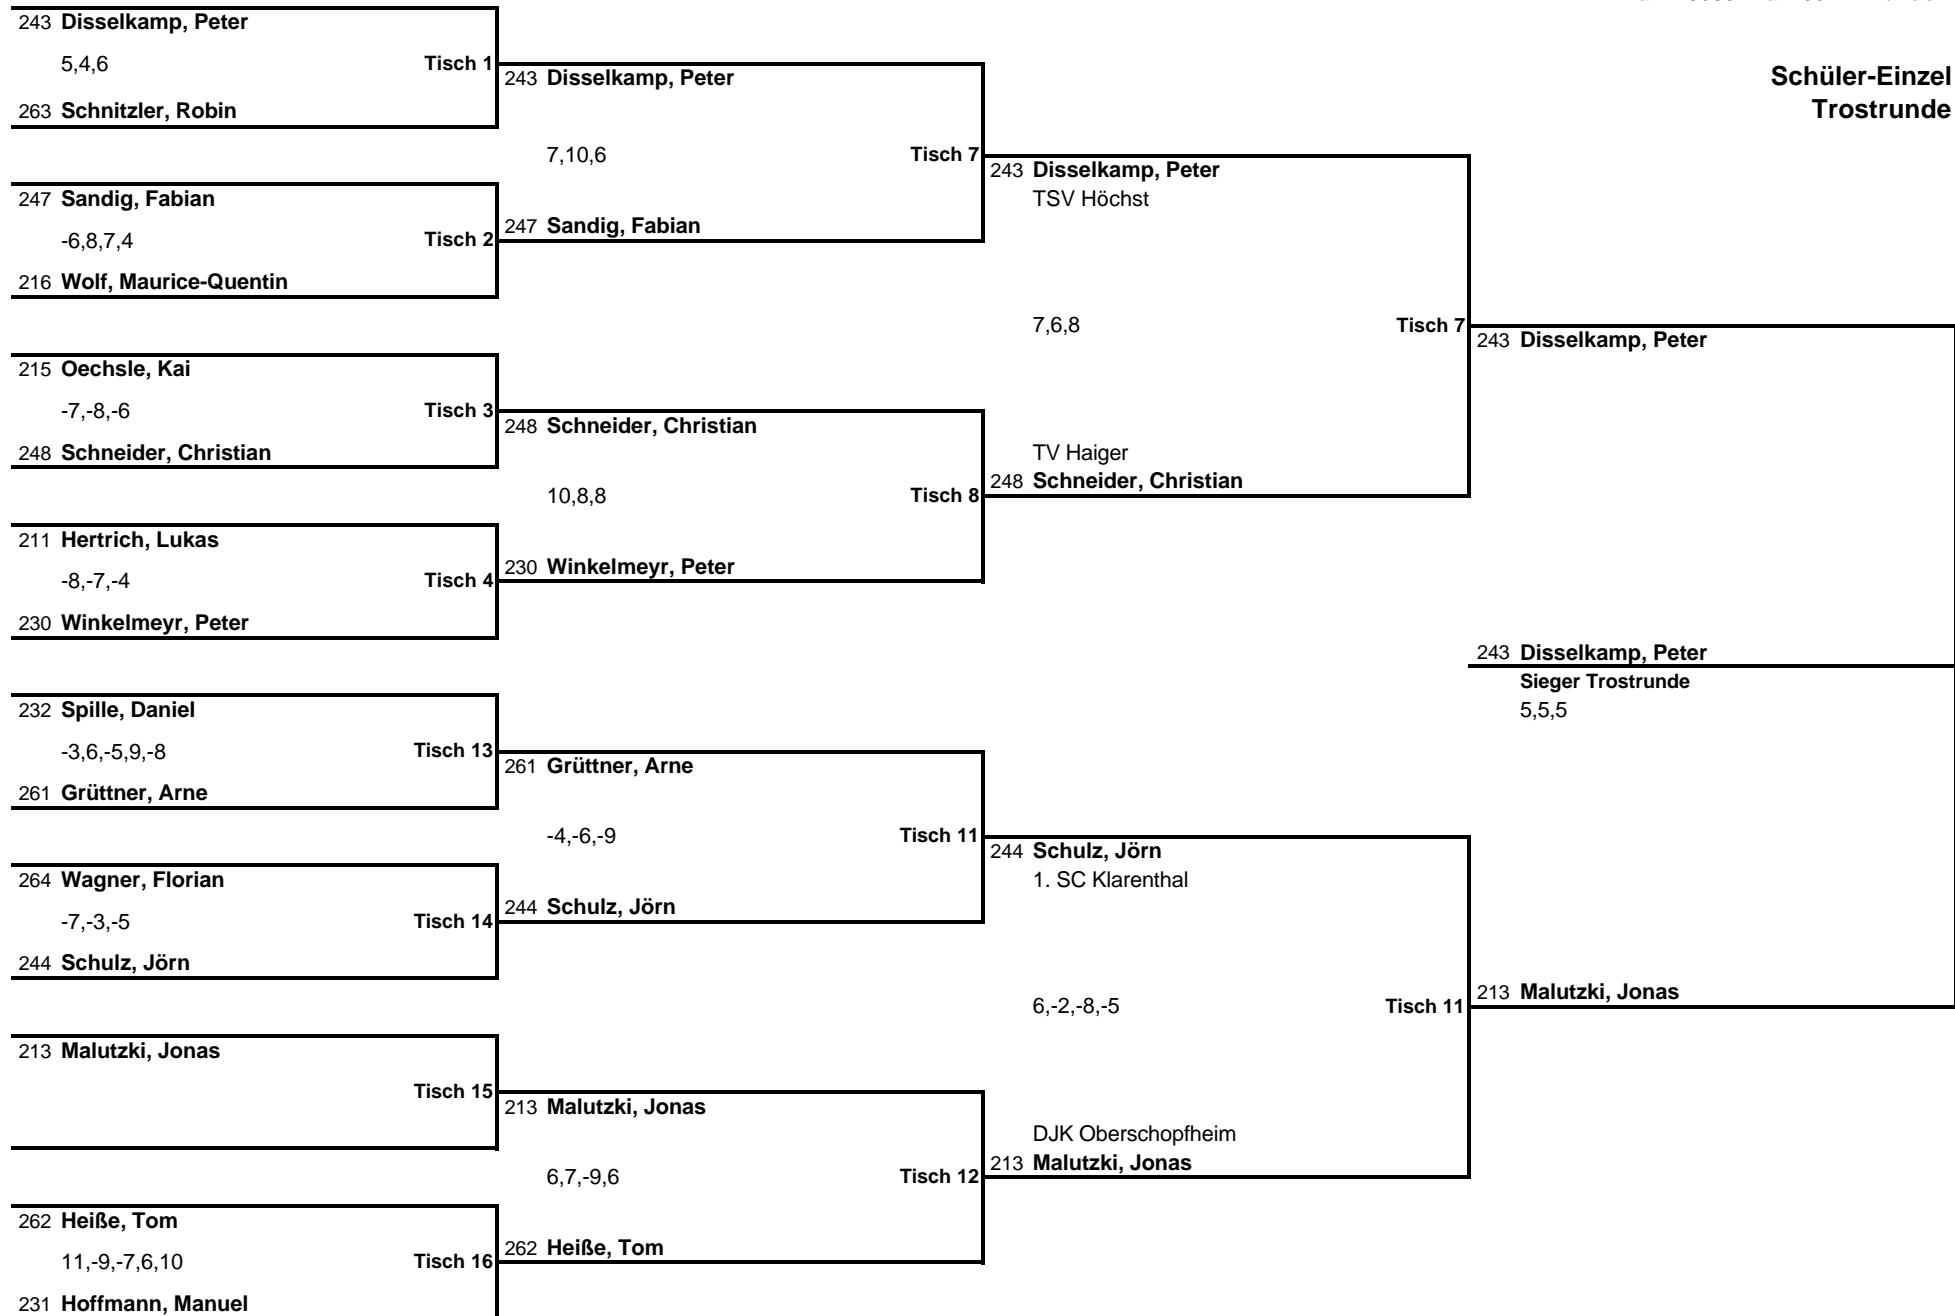 243 Disselkamp, Peter
5,4,6 Tisch 1
243 Disselkamp, Peter
Schüler-Einzel
263 Schnitzler, Robin
Trostrunde
7,10,6 Tisch 7
243 Disselkamp, Peter
247 Sandig, Fabian
TSV Höchst
-6,8,7,4 Tisch 2
247 Sandig, Fabian
216 Wolf, Maurice-Quentin
7,6,8 Tisch 7
243 Disselkamp, Peter
215 Oechsle, Kai
-7,-8,-6 Tisch 3
248 Schneider, Christian
248 Schneider, Christian
TV Haiger
248 Schneider, Christian
10,8,8 Tisch 8
211 Hertrich, Lukas
-8,-7,-4 Tisch 4
230 Winkelmeyr, Peter
230 Winkelmeyr, Peter
243 Disselkamp, Peter
Sieger Trostrunde
5,5,5
232 Spille, Daniel
-3,6,-5,9,-8 Tisch 13
261 Grüttner, Arne
261 Grüttner, Arne
-4,-6,-9 Tisch 11
244 Schulz, Jörn
1. SC Klarenthal
264 Wagner, Florian
-7,-3,-5 Tisch 14
244 Schulz, Jörn
244 Schulz, Jörn
6,-2,-8,-5 Tisch 11
213 Malutzki, Jonas
213 Malutzki, Jonas
Tisch 15
213 Malutzki, Jonas
DJK Oberschopfheim
213 Malutzki, Jonas
6,7,-9,6 Tisch 12
262 Heiße, Tom
11,-9,-7,6,10 Tisch 16
262 Heiße, Tom
231 Hoffmann, Manuel